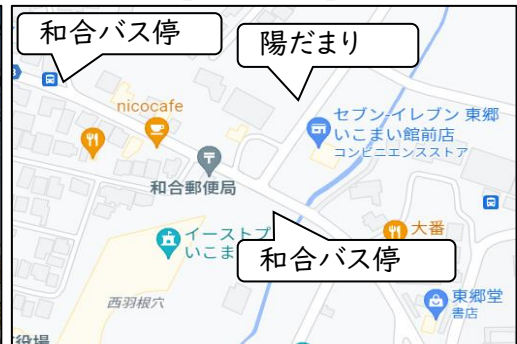 和合バス停
陽だまり
nicocafe
セブン-イレブン 東郷
いこまい館前店
コンビニエンスストア
和合郵便局
イーストプ
いこま
大番
和合バス停
西羽根穴
東郷堂
書店
役場